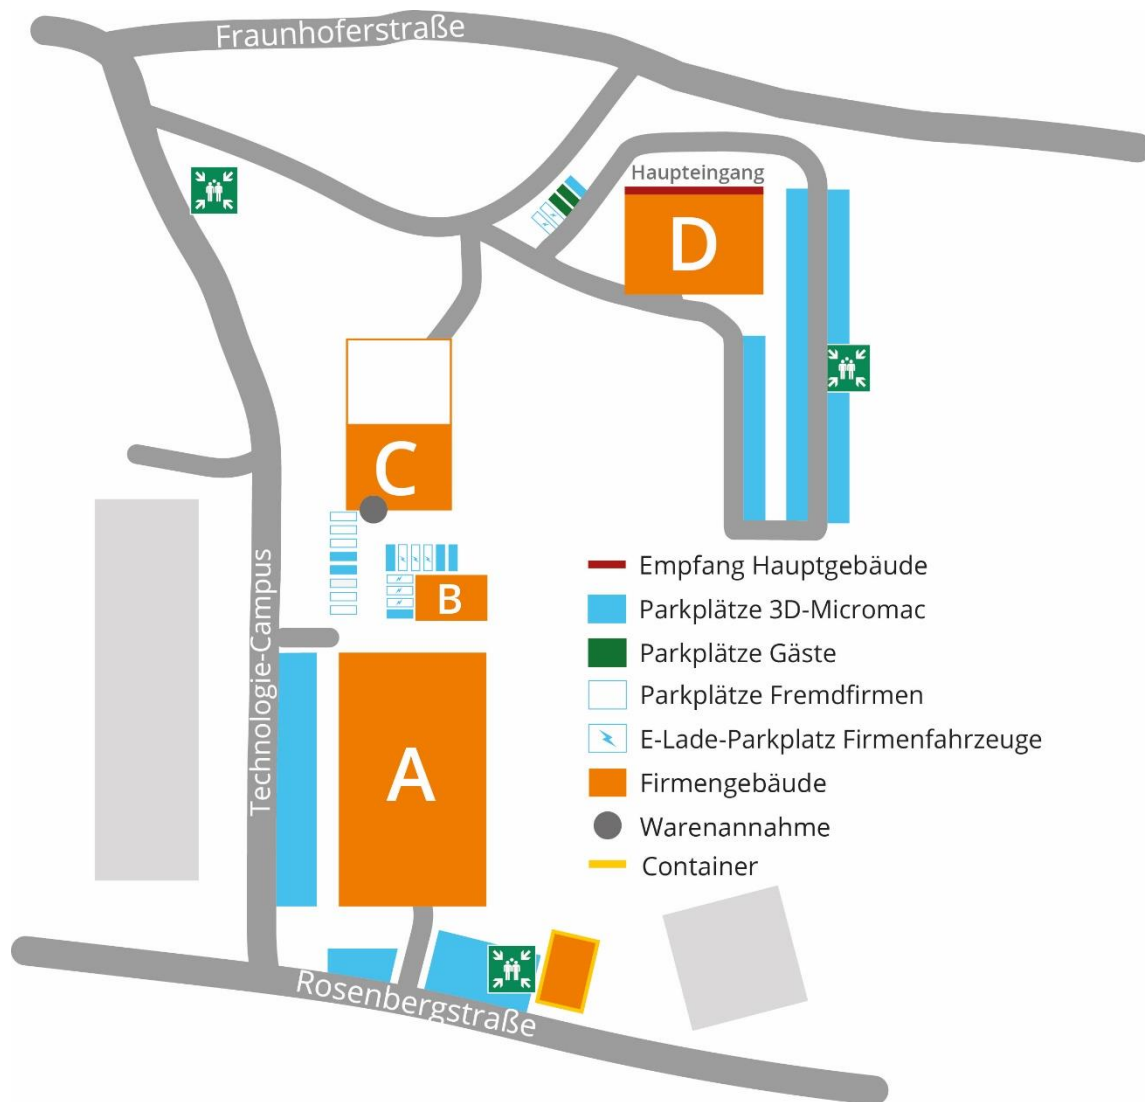 Fraunhoferstraße
Haupteingang
D
C
B
A
Technologie-Campus
Rosenbergstraße
Empfang Hauptgebäude
Parkplätze 3D-Micromac
Parkplätze Gäste
Parkplätze Fremdfirmen
E-Lade-Parkplatz Firmenfahrzeuge
Firmengebäude
Warenannahme
Container